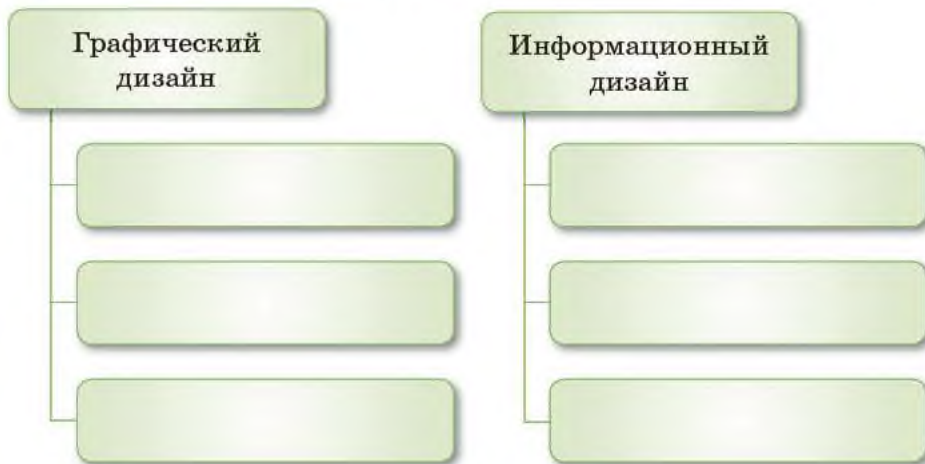 Графический
дизайн
Информационный
дизайн